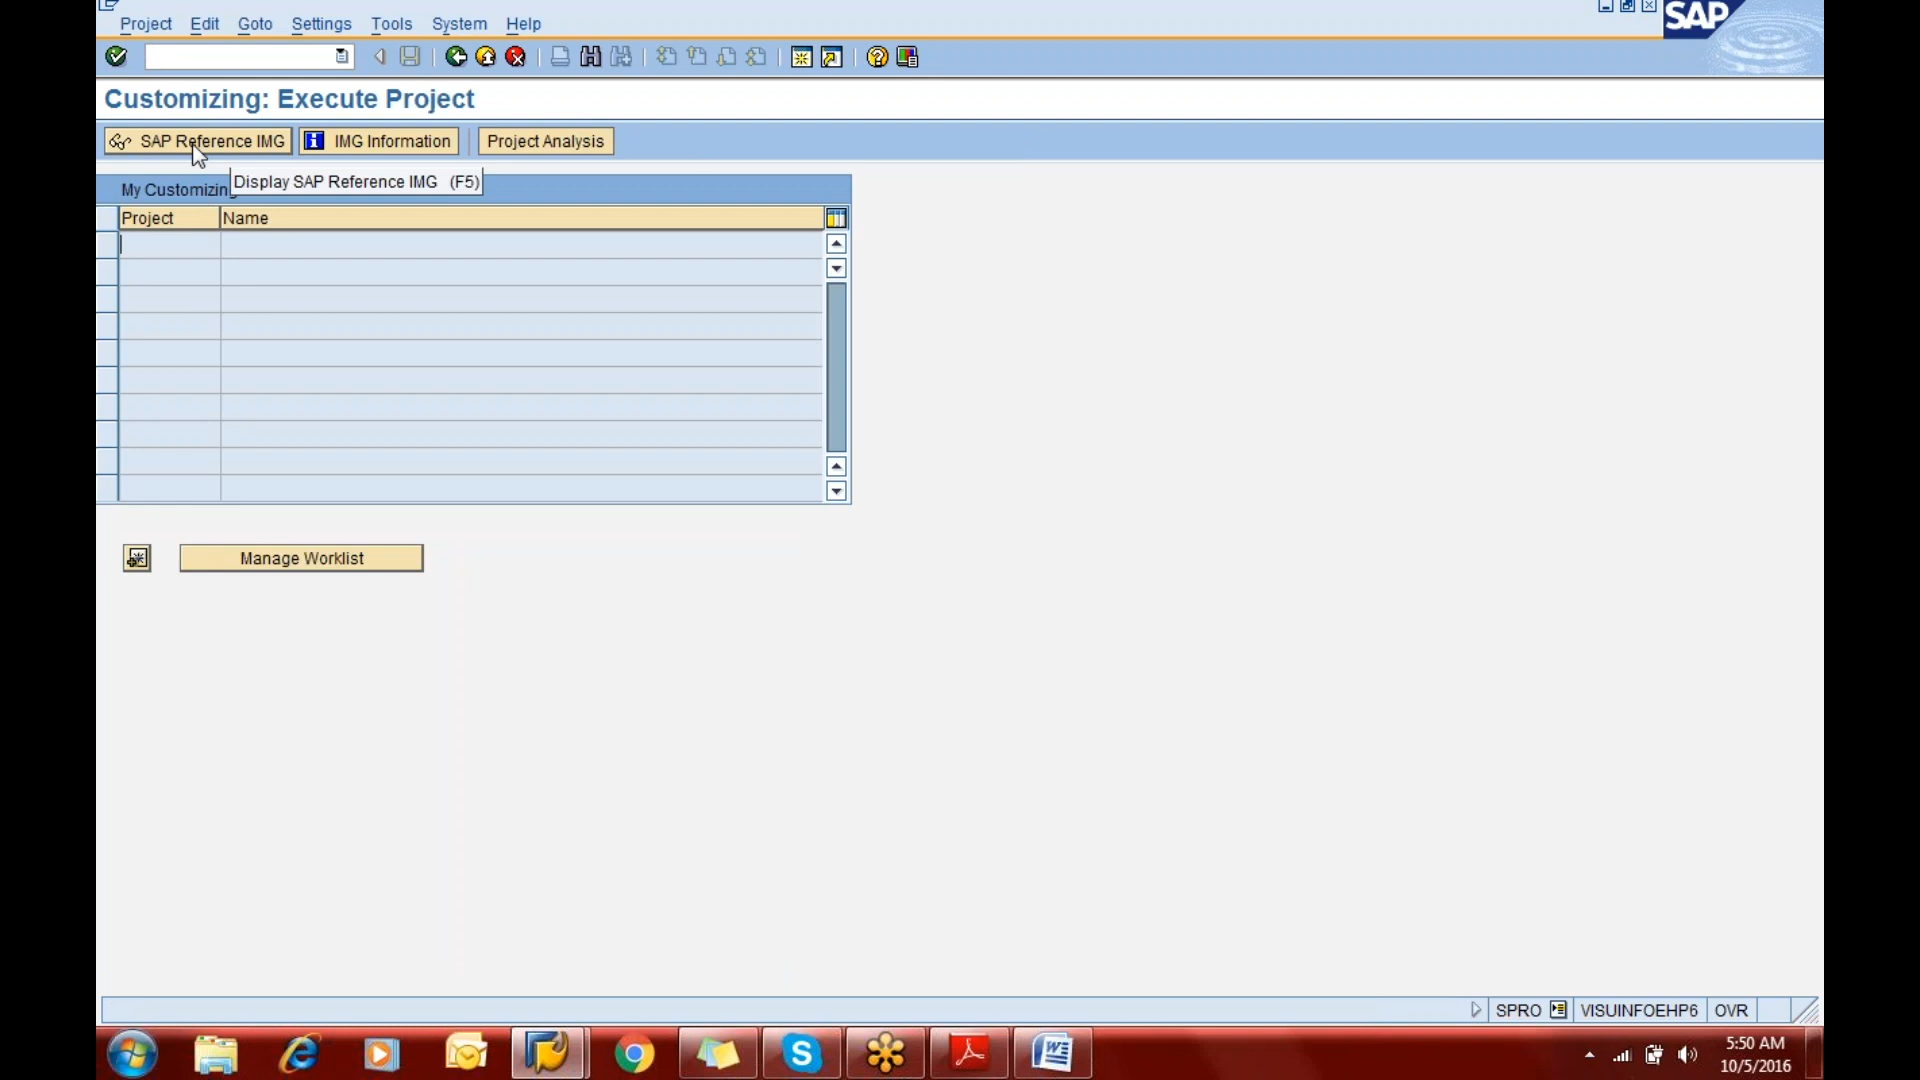 Project Edit Goto Settings Tools System Help
SAP
Customizing: Execute Project
SAP Reference IMG IMG Information Project Analysis
Display SAP Reference IMG (F5)
My Customizin
Project Name
Manage Worklist
SPRO VISUINFOEHP6 OVR
5:50 AM
10/5/2016